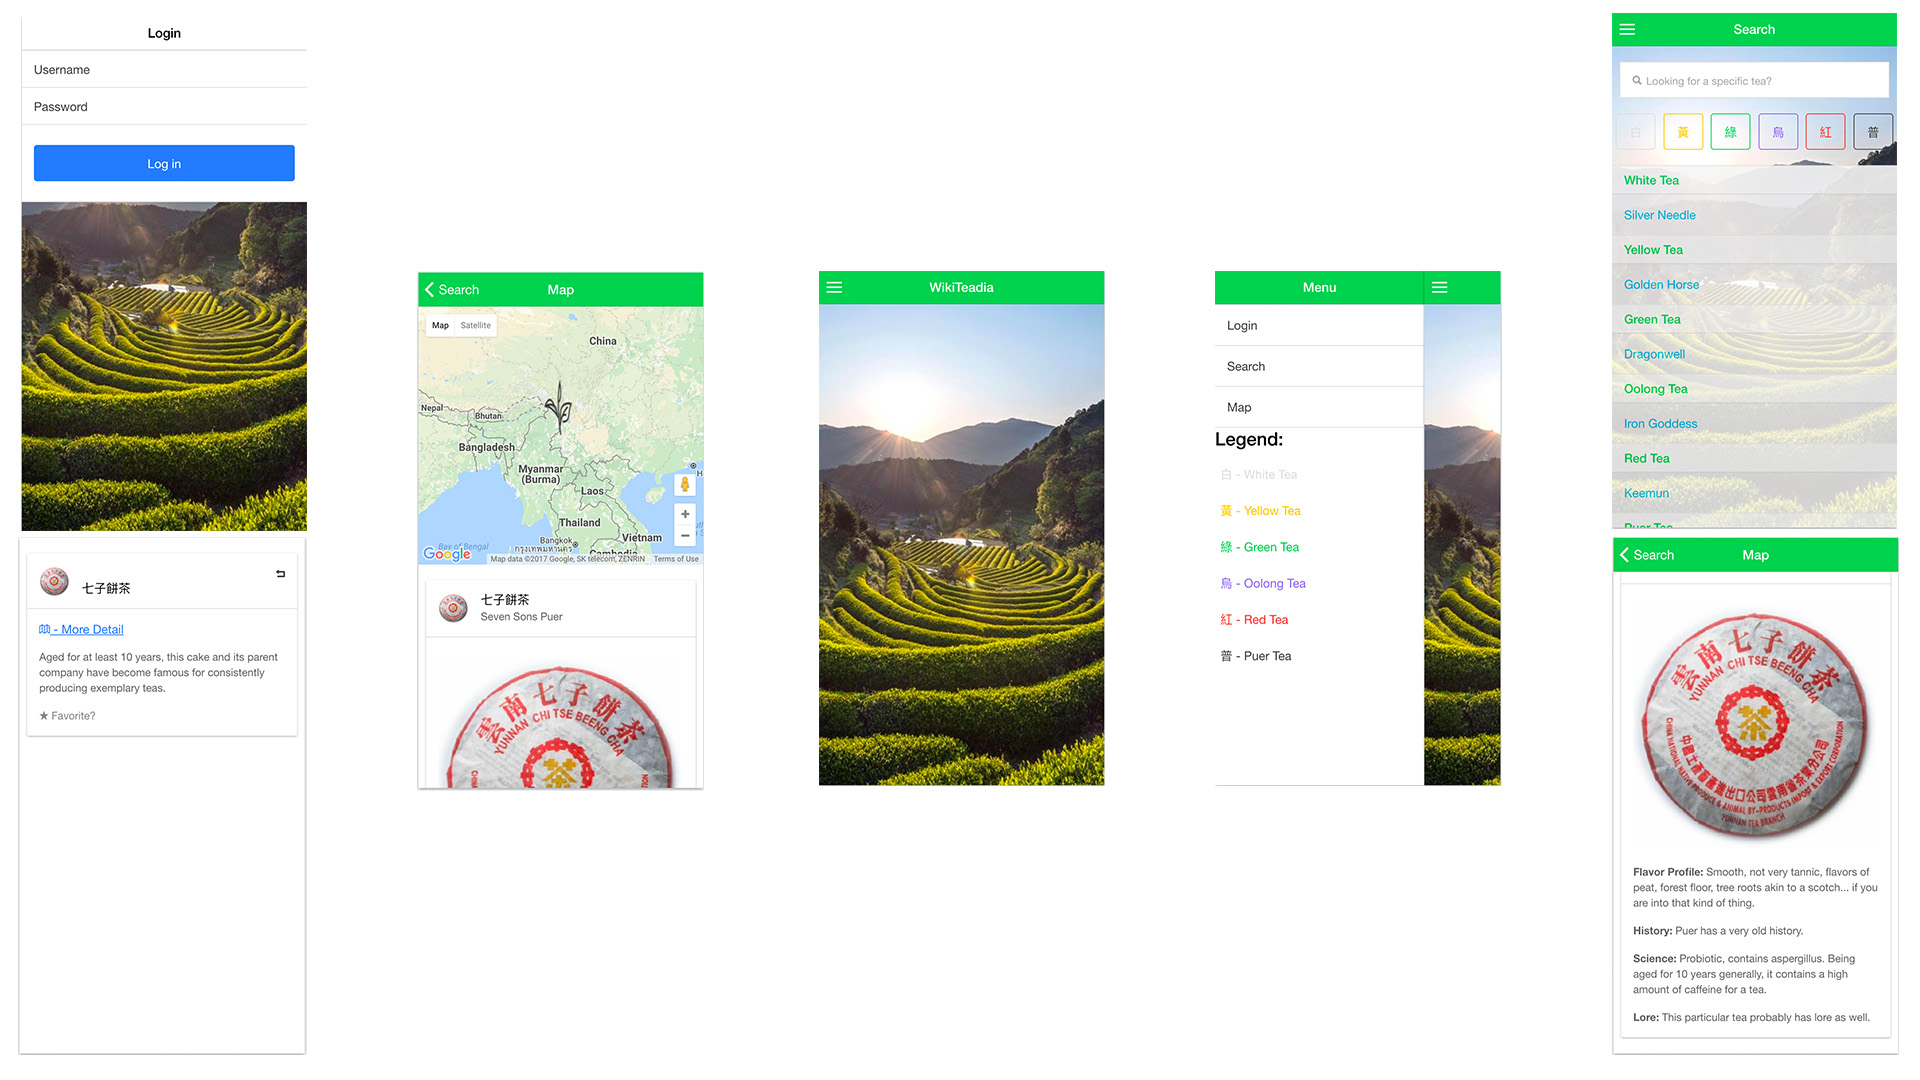 Login
Username
Password
Log in
七子餅茶
- More Detail
Aged for at least 10 years, this cake and its parent
company have become famous for consistently
producing exemplary teas.
★ Favorite?
Search
Map
Map
Satellite
China
Nepal
Bhutan
Bangladesh
Myanmar
(Burma)
Laos
Thailand
Vietnam
Bangkok
กรุงเทพมหานคร
Cambodia
Bay of Bengal
Google
Map data ©2017 Google, SK telecom, ZENRIN
Terms of Use
七子餅茶
Seven Sons Puer
雲南七子餅茶
YUNNAN CHI TSE BEENG CHA
WikiTeadia
Menu
Login
Search
Map
Legend:
白 - White Tea
黃 - Yellow Tea
綠 - Green Tea
烏 - Oolong Tea
紅 - Red Tea
普 - Puer Tea
Search
Looking for a specific tea?
白 黃 綠 烏 紅 普
White Tea
Silver Needle
Yellow Tea
Golden Horse
Green Tea
Dragonwell
Oolong Tea
Iron Goddess
Red Tea
Keemun
Puer Tea
Search
Map
雲南七子餅茶
YUNNAN CHI TSE BEENG CHA
茶
中國土產畜產進出口公司雲南省茶葉分公司
CHINA NATIONAL NATIVE PRODUCE & ANIMAL BY-PRODUCTS IMPORT & EXPORT CORPORATION
YUNNAN TEA BRANCH
Flavor Profile: Smooth, not very tannic, flavors of
peat, forest floor, tree roots akin to a scotch... if you
are into that kind of thing.
History: Puer has a very old history.
Science: Probiotic, contains aspergillus. Being
aged for 10 years generally, it contains a high
amount of caffeine for a tea.
Lore: This particular tea probably has lore as well.